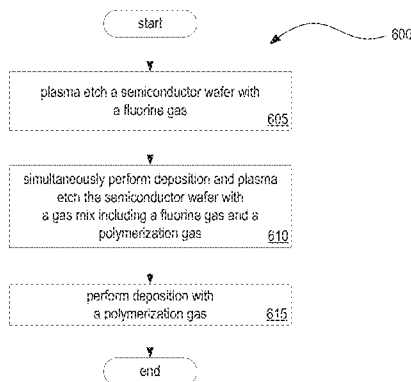 start
600
plasma etch a semiconductor wafer with
a fluorine gas
605
simultaneously perform deposition and plasma
etch the semiconductor wafer with
a gas mix including a fluorine gas and a
polymerization gas
610
perform deposition with
a polymerization gas
615
end